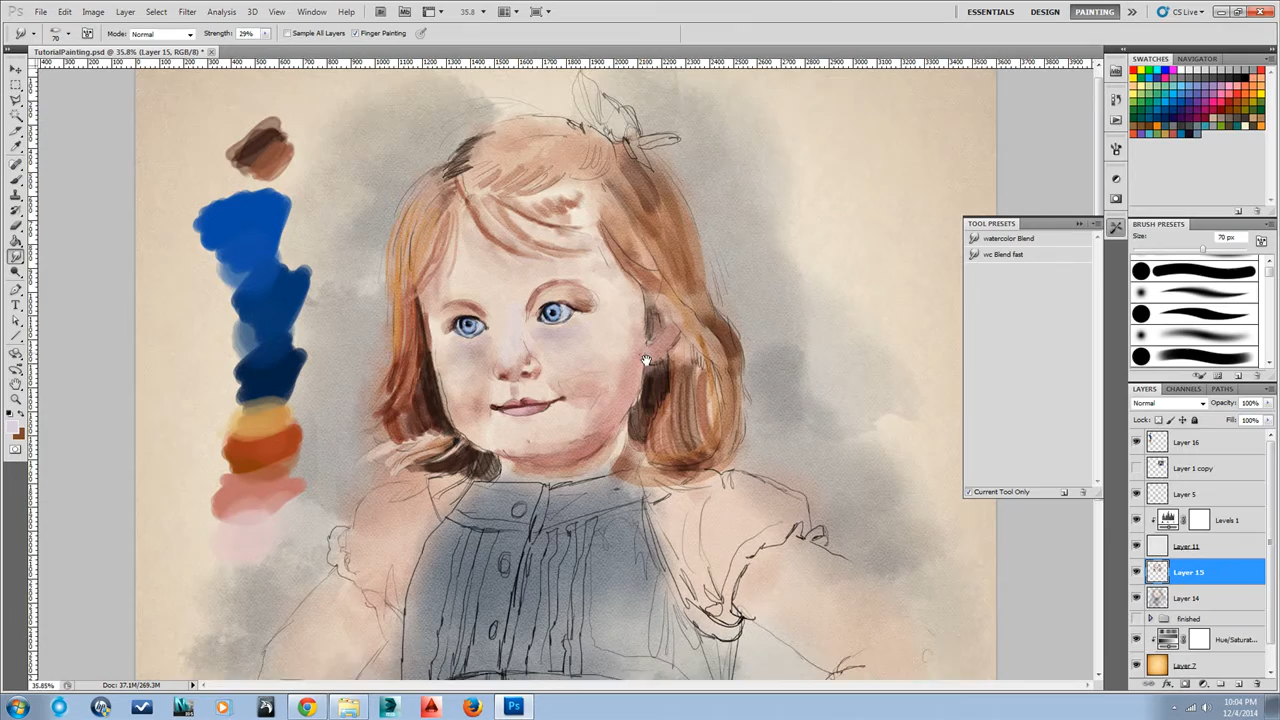 Ps File Edit Image Layer Select Filter Analysis 3D View Window Help Br Mb 35.8 ESSENTIALS DESIGN PAINTING CS Live
70 Mode: Normal Strength: 29% Sample All Layers Finger Painting
TutorialPainting.psd @ 35.8% (Layer 15, RGB/8) *
SWATCHES NAVIGATOR
TOOL PRESETS
watercolor Blend
wc Blend fast
Current Tool Only
BRUSH PRESETS
Size: 70 px
LAYERS CHANNELS PATHS
Normal Opacity: 100%
Lock: Fill: 100%
Layer 16
Layer 1 copy
Layer 5
Levels 1
Layer 11
Layer 15
Layer 14
finished
Hue/Saturat...
Layer 7
35.85% Doc: 37.1M/269.3M
10:04 PM
12/4/2014